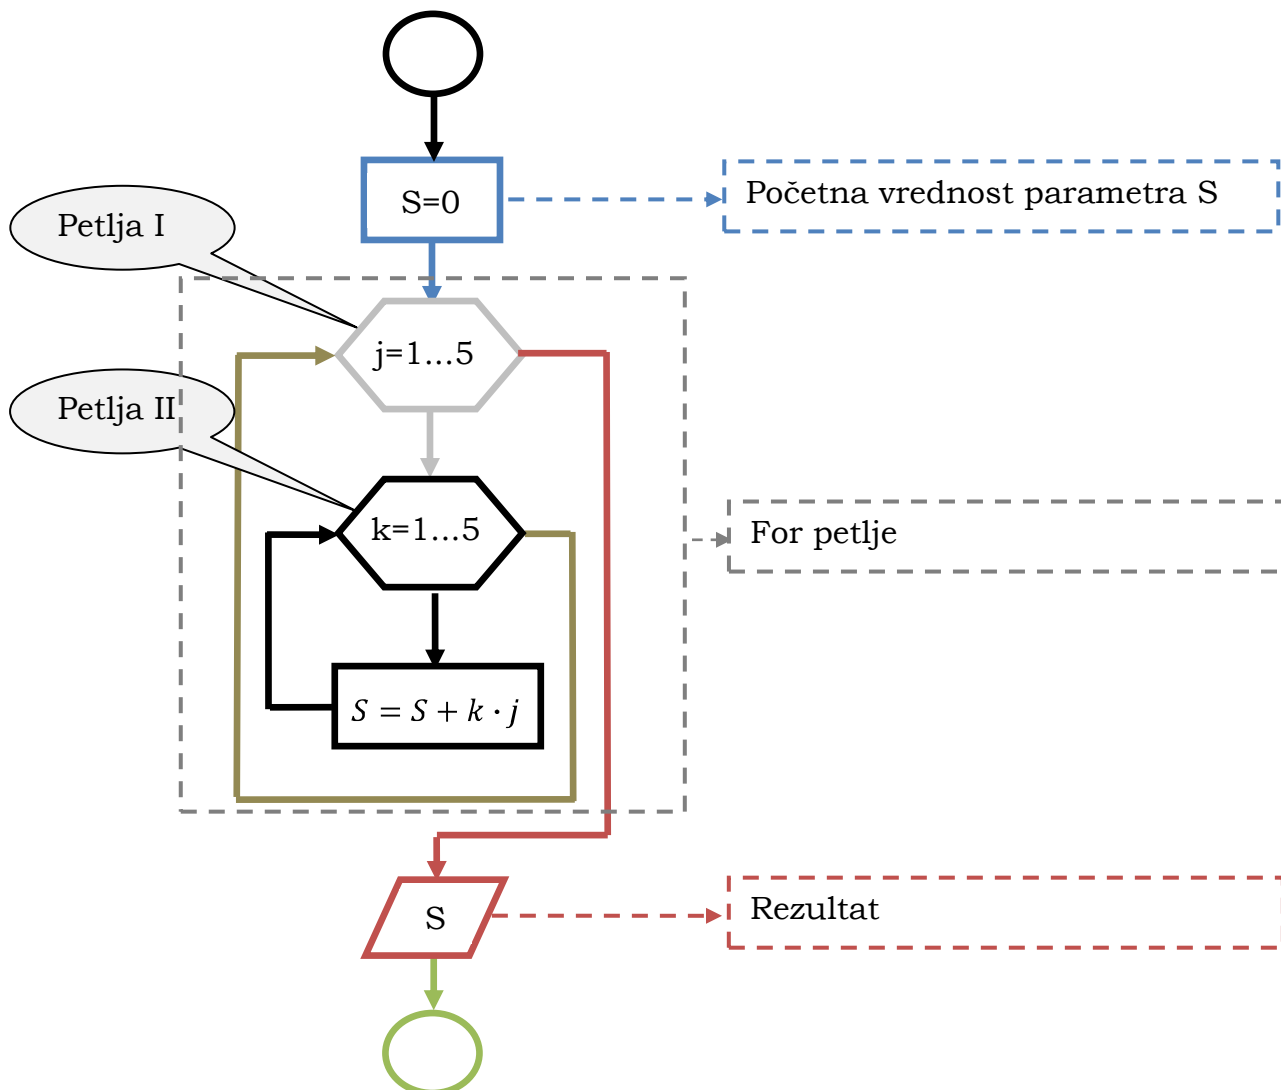 S=0
Početna vrednost parametra S
Petlja I
j=1...5
Petlja II
k=1...5
For petlje
S = S + k · j
S
Rezultat